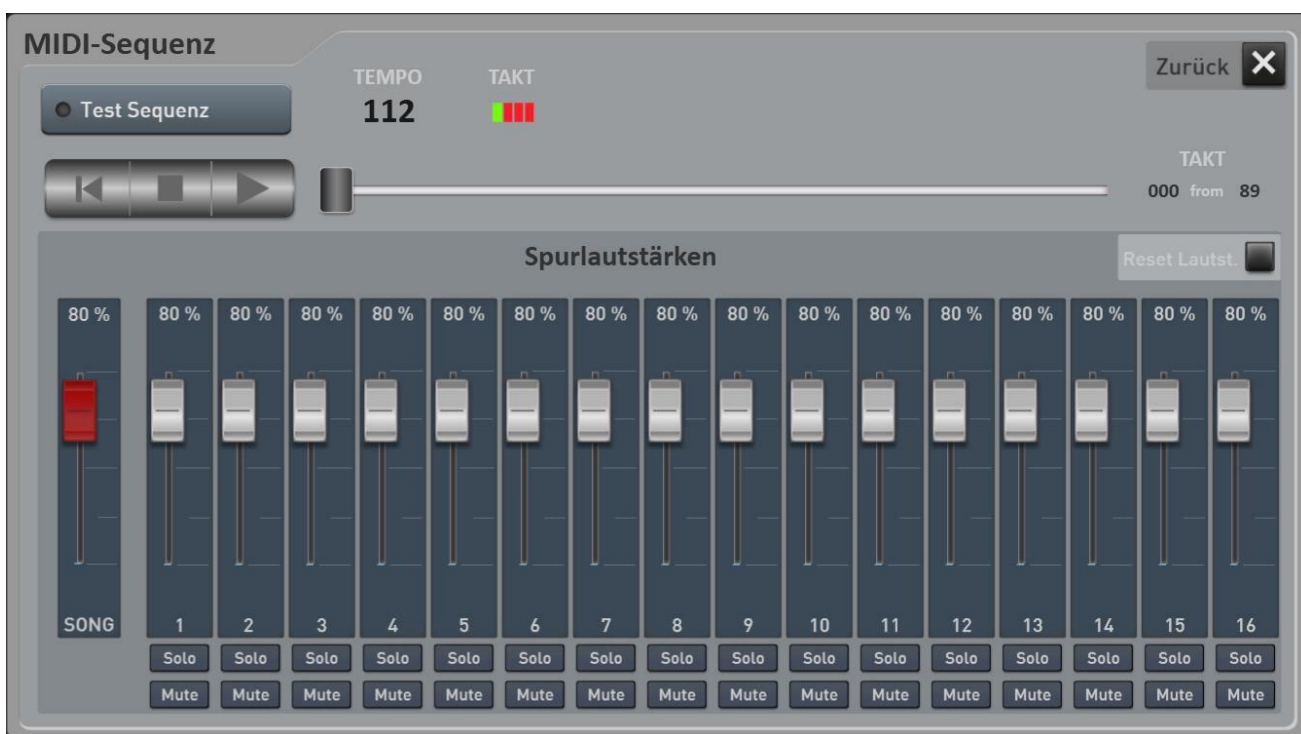 MIDI-Sequenz
Zurück
TEMPO TAKT
Test Sequenz
112
TAKT
000 from 89
Spurlautstärken
Reset Lautst.
80 % 80 % 80 % 80 % 80 % 80 % 80 % 80 % 80 % 80 % 80 % 80 % 80 % 80 % 80 % 80 % 80 %
SONG 1 2 3 4 5 6 7 8 9 10 11 12 13 14 15 16
Solo Solo Solo Solo Solo Solo Solo Solo Solo Solo Solo Solo Solo Solo Solo Solo
Mute Mute Mute Mute Mute Mute Mute Mute Mute Mute Mute Mute Mute Mute Mute Mute